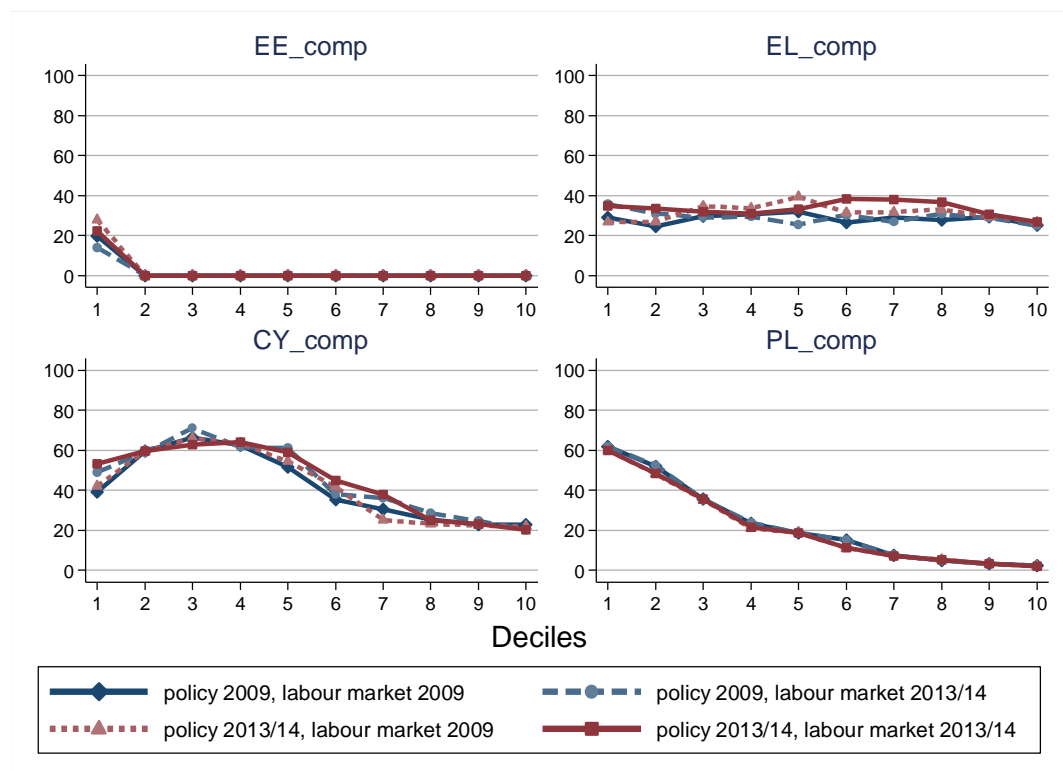 EE_comp
EL_comp
100
80
60
40
20
0
1 2 3 4 5 6 7 8 9 10
100
80
60
40
20
0
1 2 3 4 5 6 7 8 9 10
CY_comp
PL_comp
100
80
60
40
20
0
1 2 3 4 5 6 7 8 9 10
100
80
60
40
20
0
1 2 3 4 5 6 7 8 9 10
Deciles
policy 2009, labour market 2009
policy 2009, labour market 2013/14
policy 2013/14, labour market 2009
policy 2013/14, labour market 2013/14